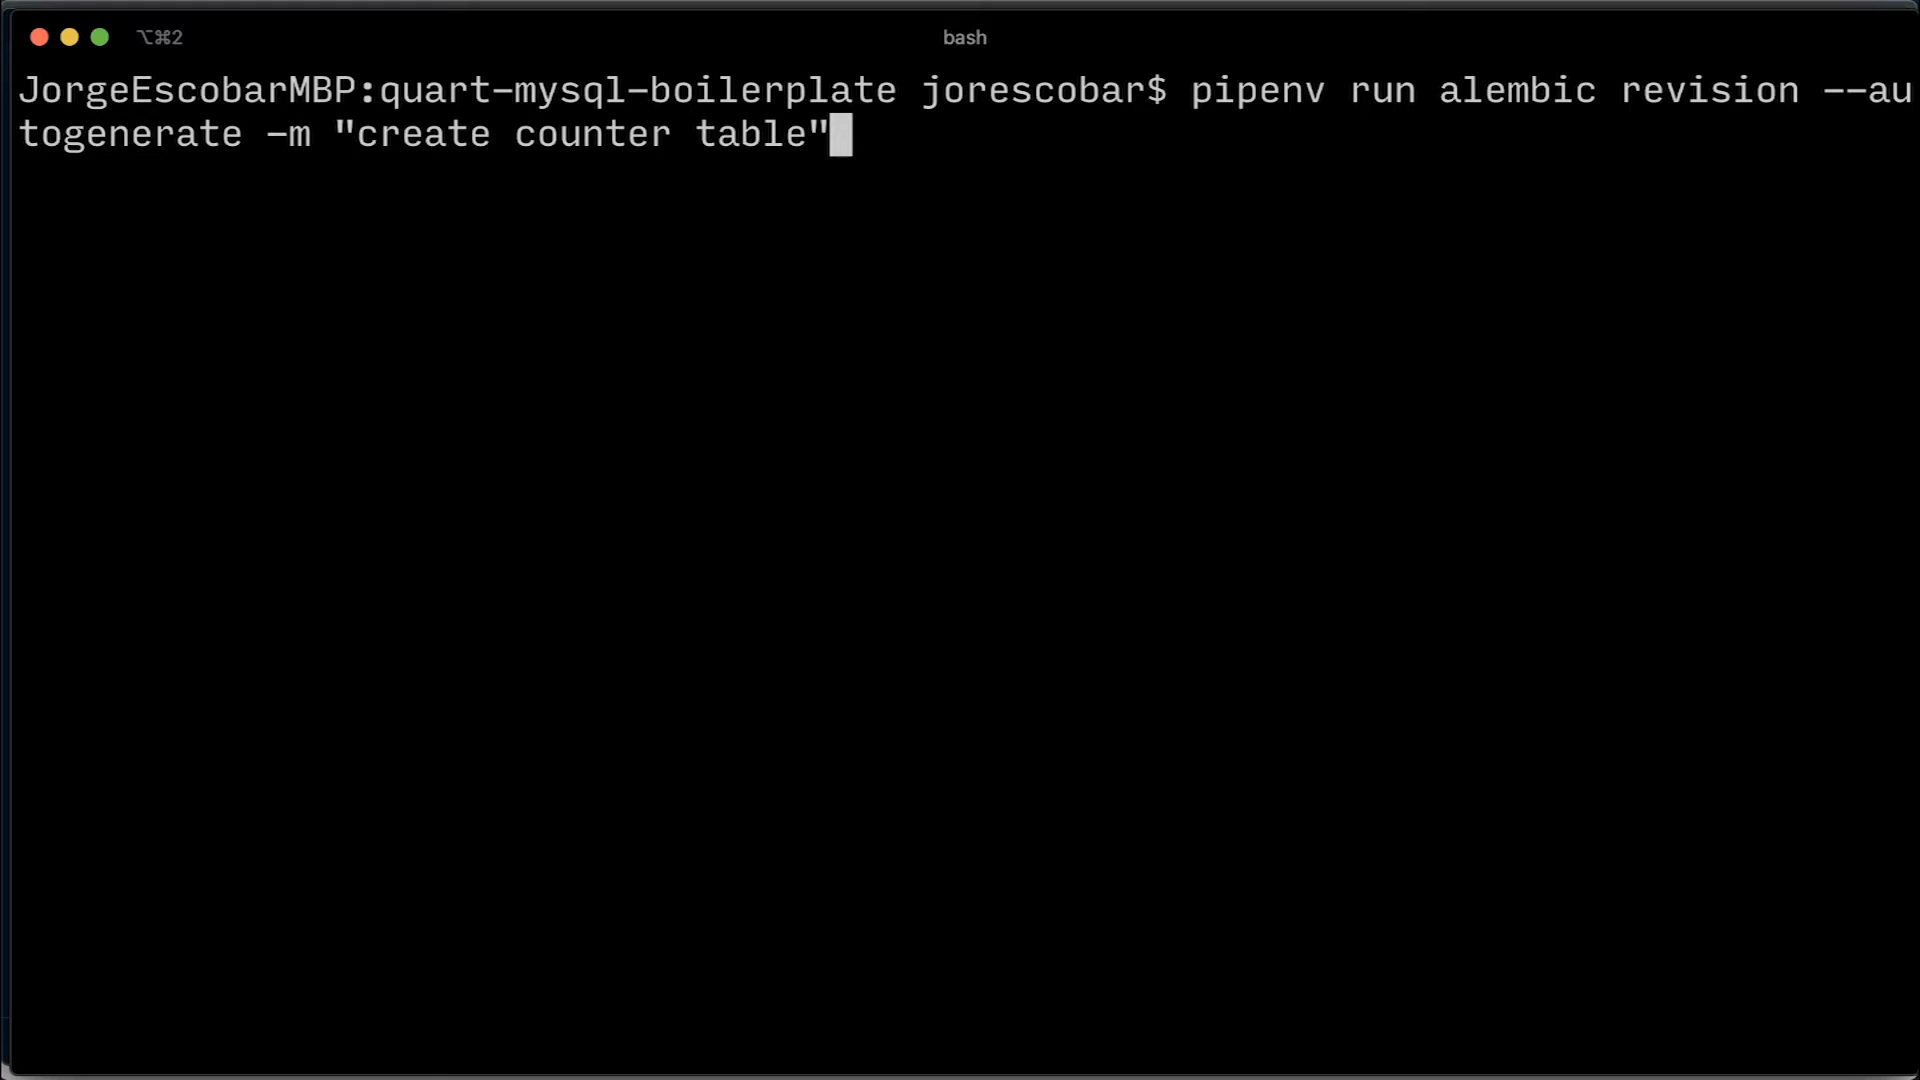 ⌥⌘2
bash
JorgeEscobarMBP:quart-mysql-boilerplate jorescobar$ pipenv run alembic revision --au
togenerate -m "create counter table"